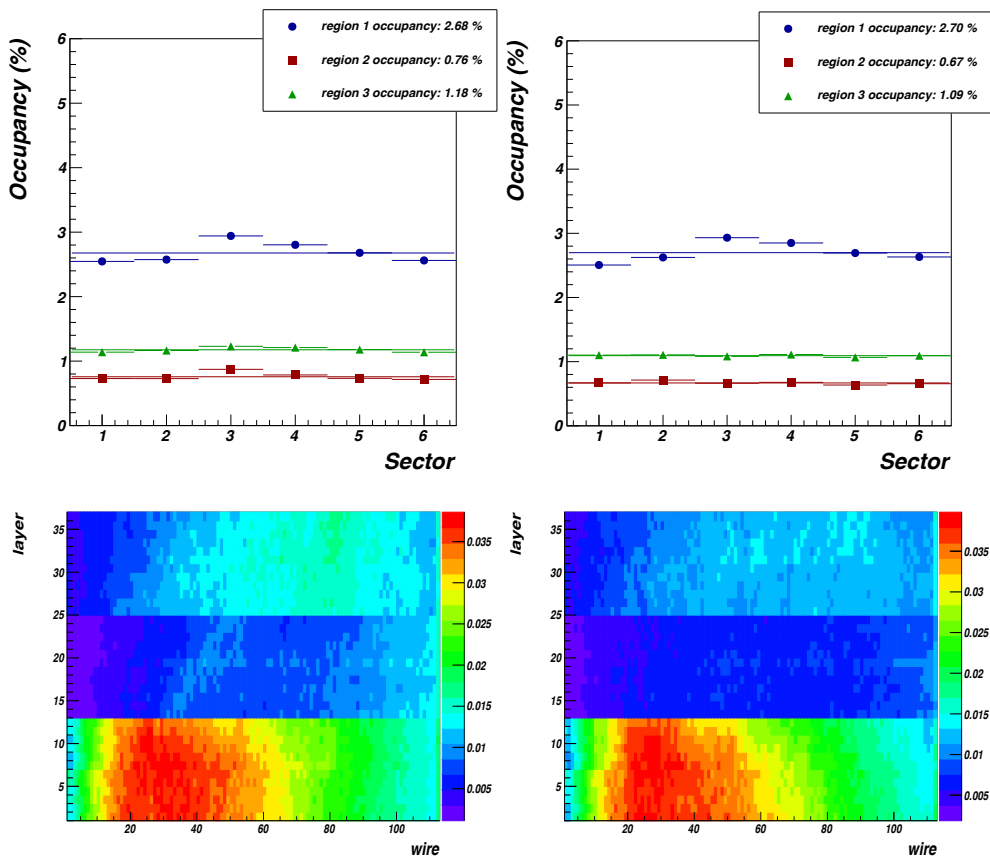 region 1 occupancy: 2.68 %
region 2 occupancy: 0.76 %
region 3 occupancy: 1.18 %
Occupancy (%)
6
5
4
3
2
1
0
1 2 3 4 5 6
Sector
region 1 occupancy: 2.70 %
region 2 occupancy: 0.67 %
region 3 occupancy: 1.09 %
Occupancy (%)
6
5
4
3
2
1
0
1 2 3 4 5 6
Sector
layer
35
30
25
20
15
10
5
20 40 60 80 100
wire
0.035
0.03
0.025
0.02
0.015
0.01
0.005
layer
35
30
25
20
15
10
5
20 40 60 80 100
wire
0.035
0.03
0.025
0.02
0.015
0.01
0.005